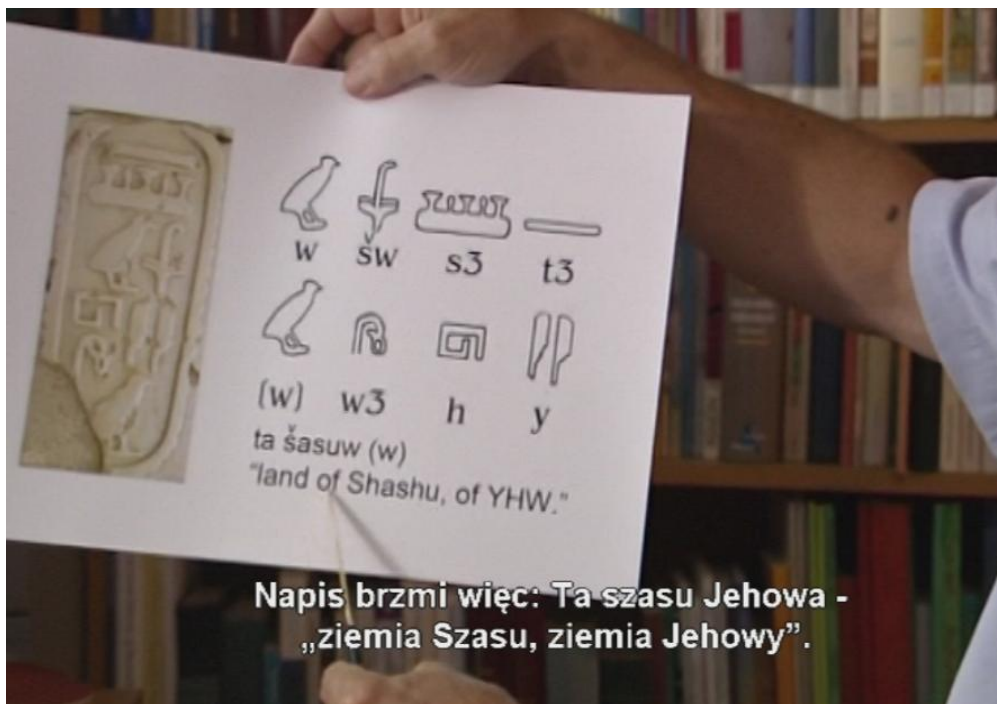 w šw s3 t3
(w) w3 h y
ta šasuw (w)
"land of Shashu, of YHW."
Napis brzmi więc: Ta szasu Jehowa -
„ziemia Szasu, ziemia Jehowy”.